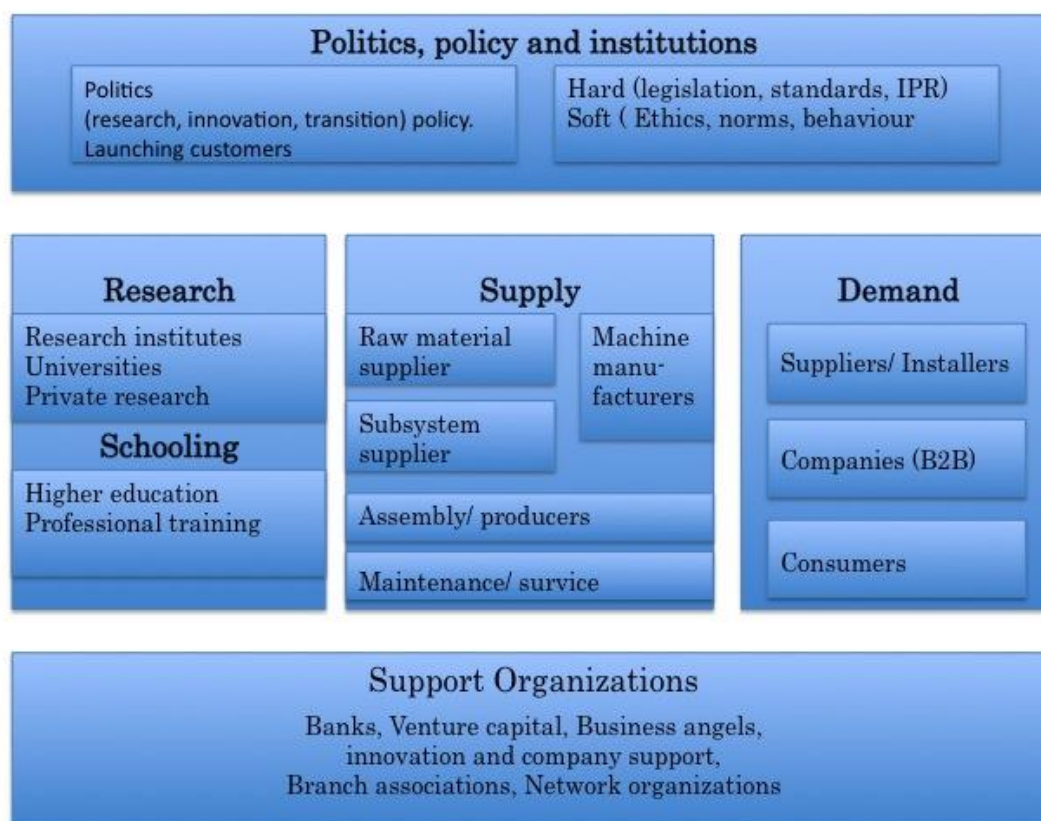 Politics, policy and institutions
Politics
(research, innovation, transition) policy.
Launching customers
Hard (legislation, standards, IPR)
Soft ( Ethics, norms, behaviour
Research
Research institutes
Universities
Private research
Schooling
Higher education
Professional training
Supply
Raw material
supplier
Machine
manu-
facturers
Subsystem
supplier
Assembly/ producers
Maintenance/ survice
Demand
Suppliers/ Installers
Companies (B2B)
Consumers
Support Organizations
Banks, Venture capital, Business angels,
innovation and company support,
Branch associations, Network organizations